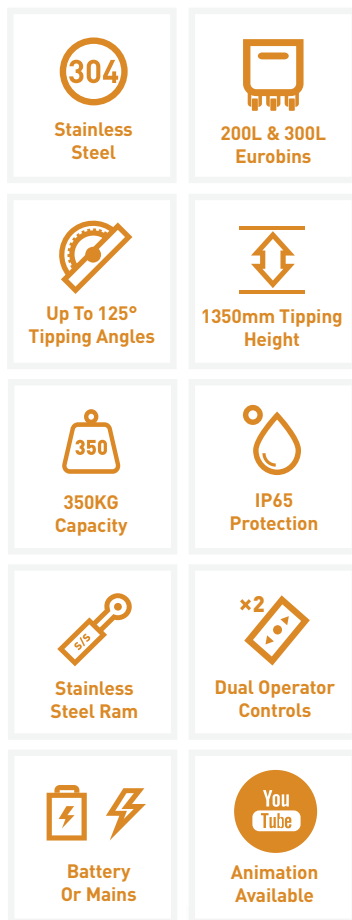 304
Stainless
Steel
200L & 300L
Eurobins
Up To 125°
Tipping Angles
1350mm Tipping
Height
350
350KG
Capacity
IP65
Protection
S/S
Stainless
Steel Ram
×2
Dual Operator
Controls
Battery
Or Mains
You
Tube
Animation
Available